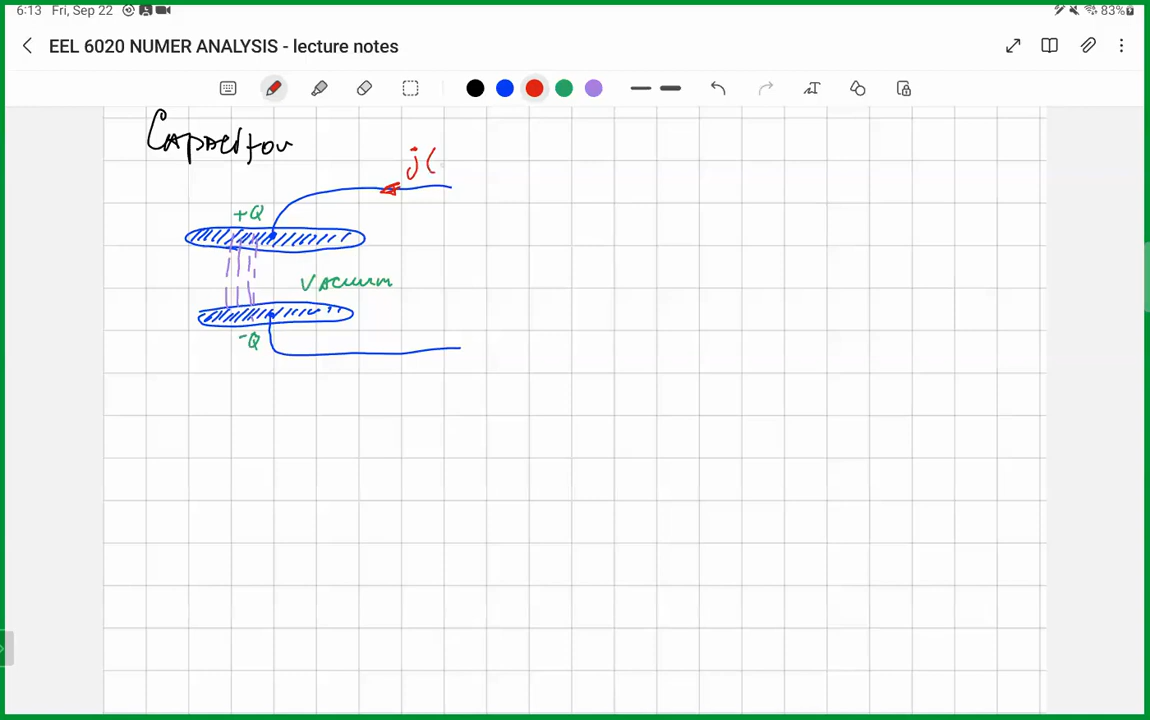 6:13 Fri, Sep 22 83%
EEL 6020 NUMER ANALYSIS - lecture notes
Capacitor
j(
+Q
Vacuum
-Q